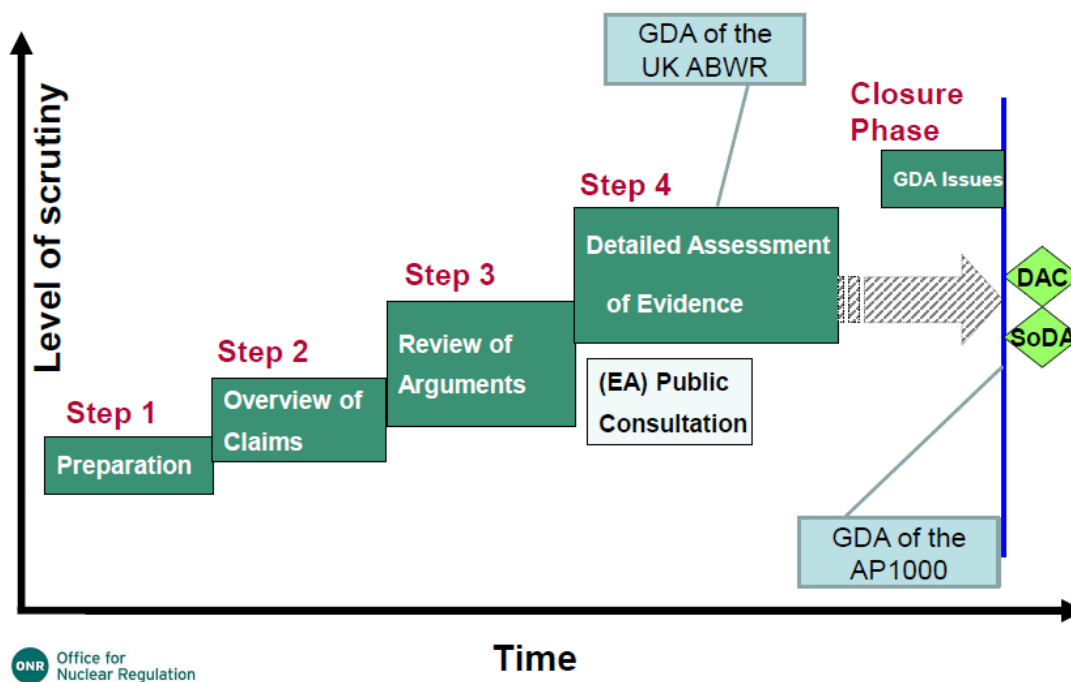 GDA of the
UK ABWR
Closure
Phase
GDA Issues
Level of scrutiny
Step 4
Detailed Assessment
of Evidence
DAC
SoDA
Step 3
Review of
Arguments
(EA) Public
Consultation
Step 2
Overview of
Claims
Step 1
Preparation
GDA of the
AP1000
Time
ONR
Office for
Nuclear Regulation